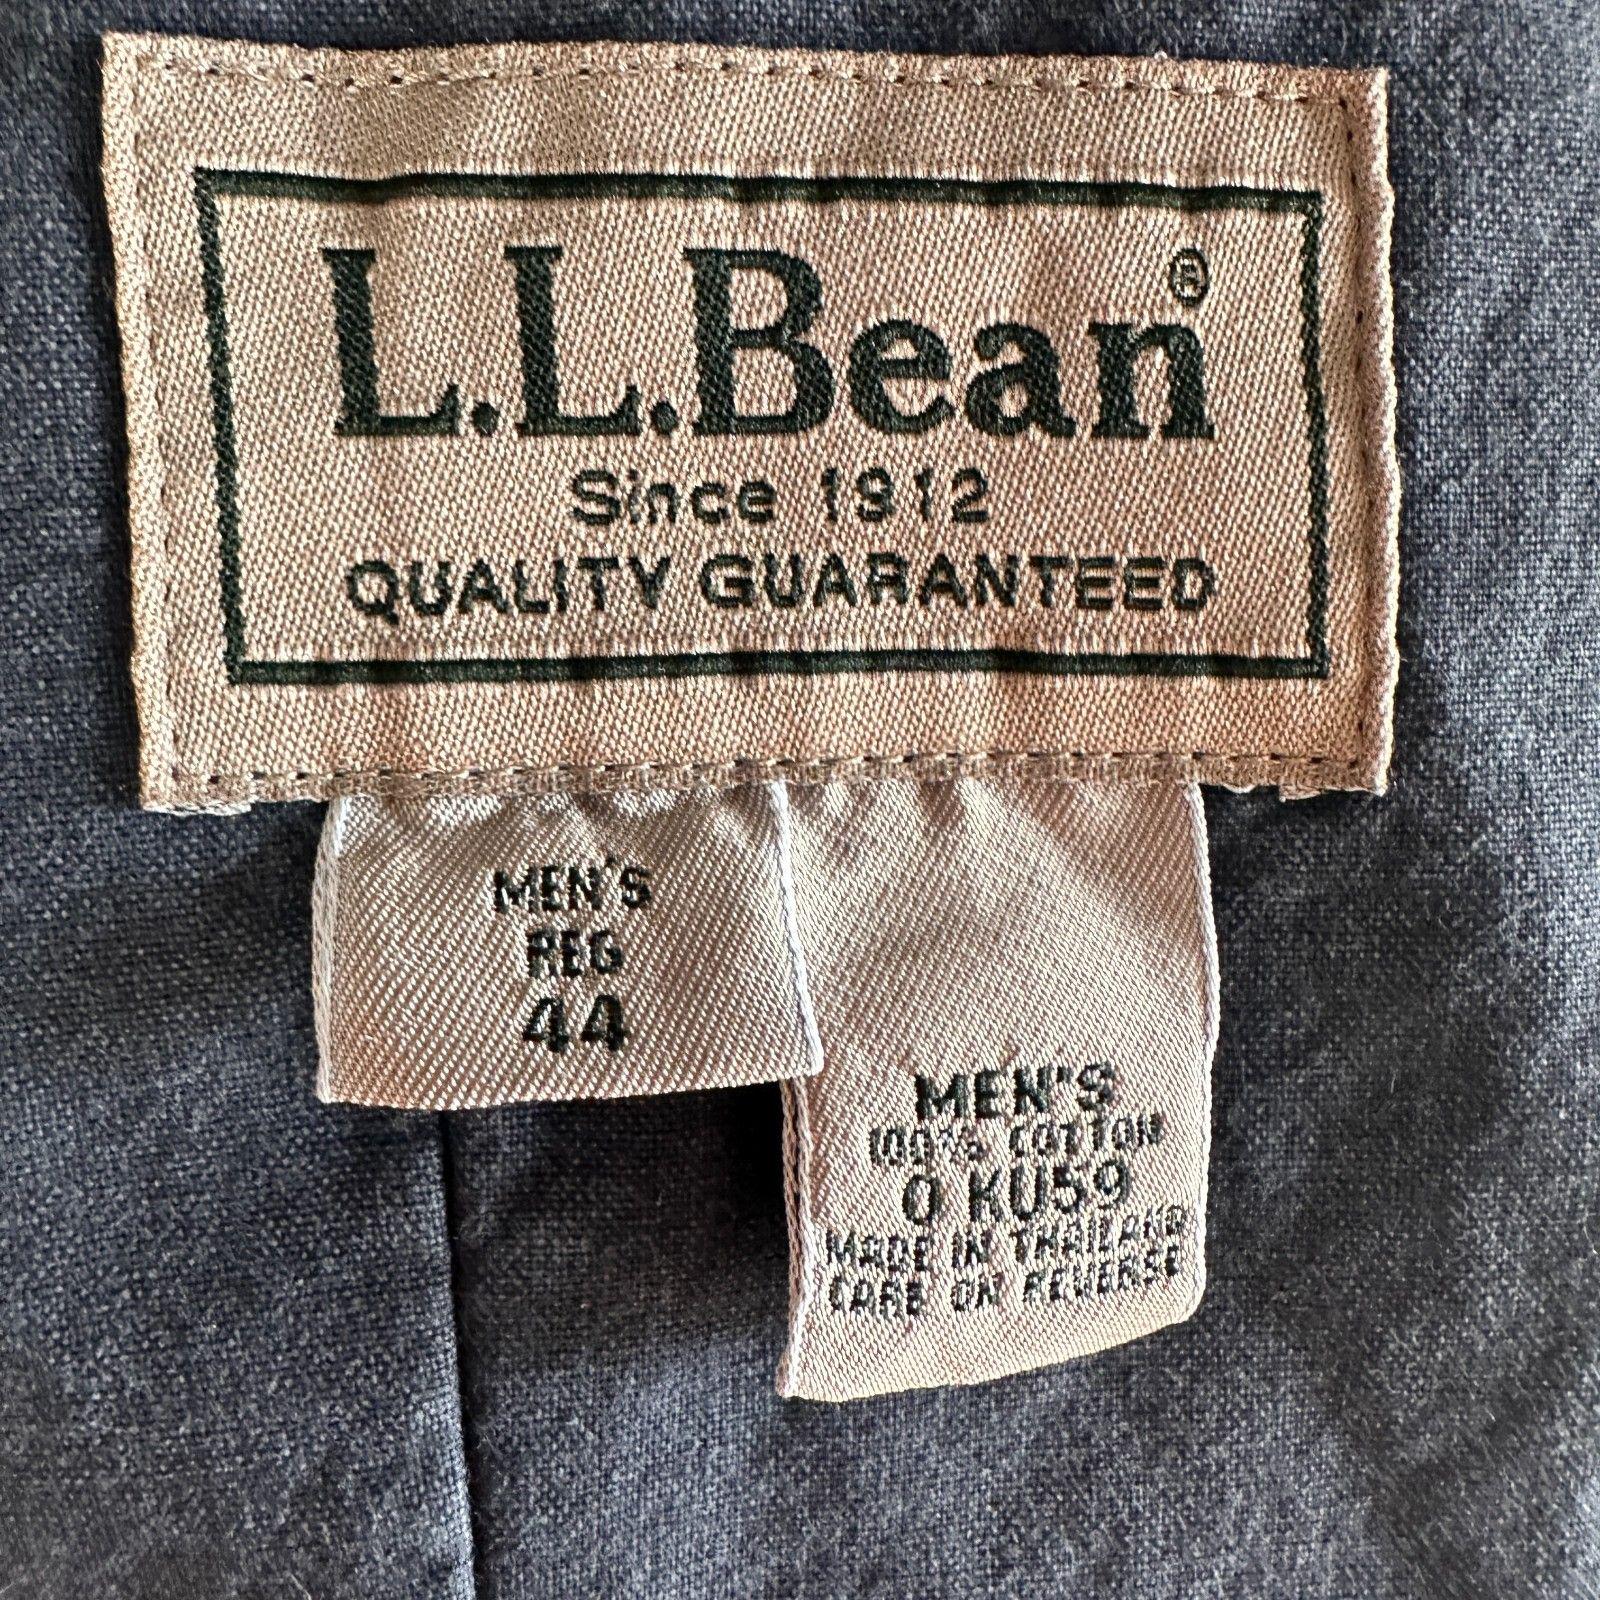 L.L.Bean®
Since 1912
QUALITY GUARANTEED
MEN'S
REG
44
MEN'S
100% COTTON
0 KU59
MADE IN THAILAND
CARE ON REVERSE